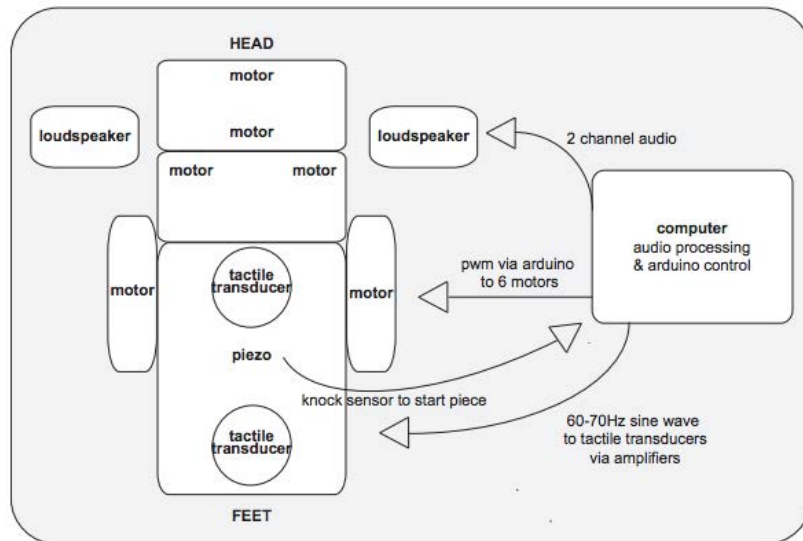 HEAD
motor
loudspeaker
motor
loudspeaker
2 channel audio
motor
motor
computer
audio processing
& arduino control
motor
tactile
transducer
motor
pwm via arduino
to 6 motors
piezo
knock sensor to start piece
tactile
transducer
60-70Hz sine wave
to tactile transducers
via amplifiers
FEET